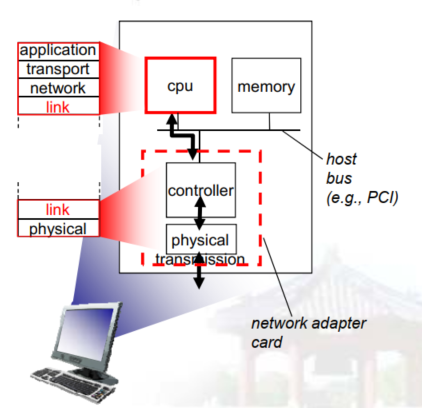 application
transport
network
link
cpu
memory
host
bus
(e.g., PCI)
controller
link
physical
physical
transmission
network adapter
card